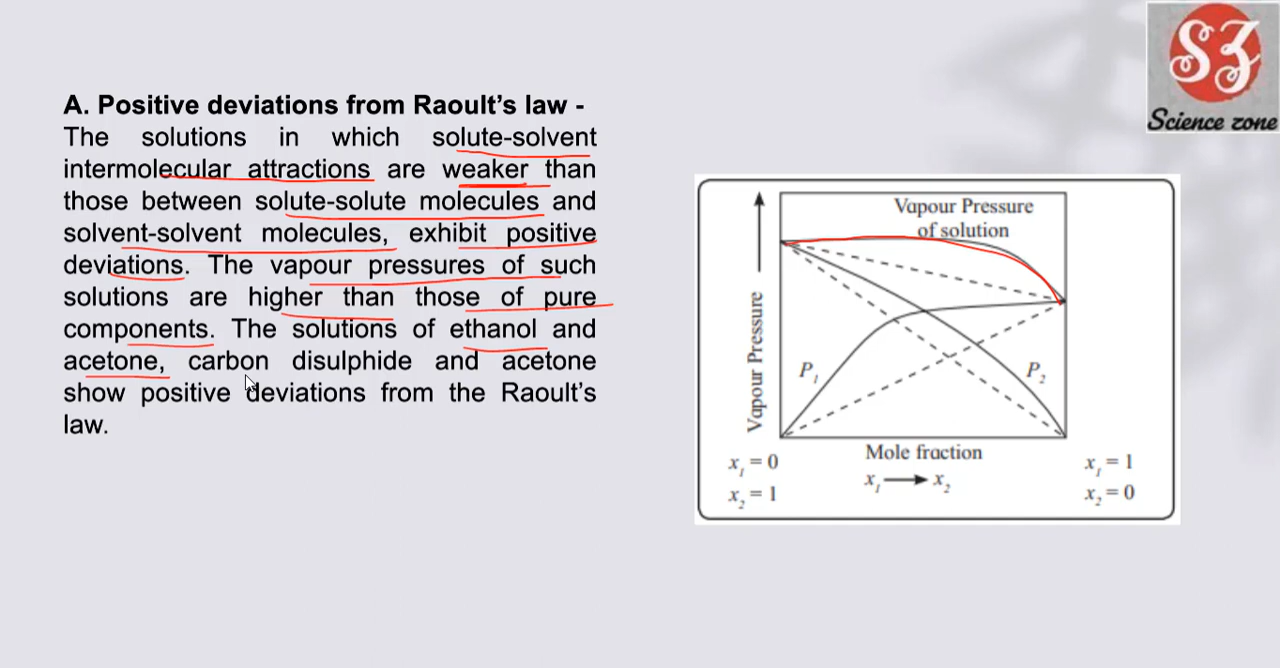 SZ
Science zone
A. Positive deviations from Raoult’s law -
The solutions in which solute-solvent
intermolecular attractions are weaker than
those between solute-solute molecules and
solvent-solvent molecules, exhibit positive
deviations. The vapour pressures of such
solutions are higher than those of pure
components. The solutions of ethanol and
acetone, carbon disulphide and acetone
show positive deviations from the Raoult’s
law.
Vapour Pressure
of solution
Vapour Pressure
P₁
P₂
Mole fraction
x₁ → x₂
x₁ = 0
x₂ = 1
x₁ = 1
x₂ = 0